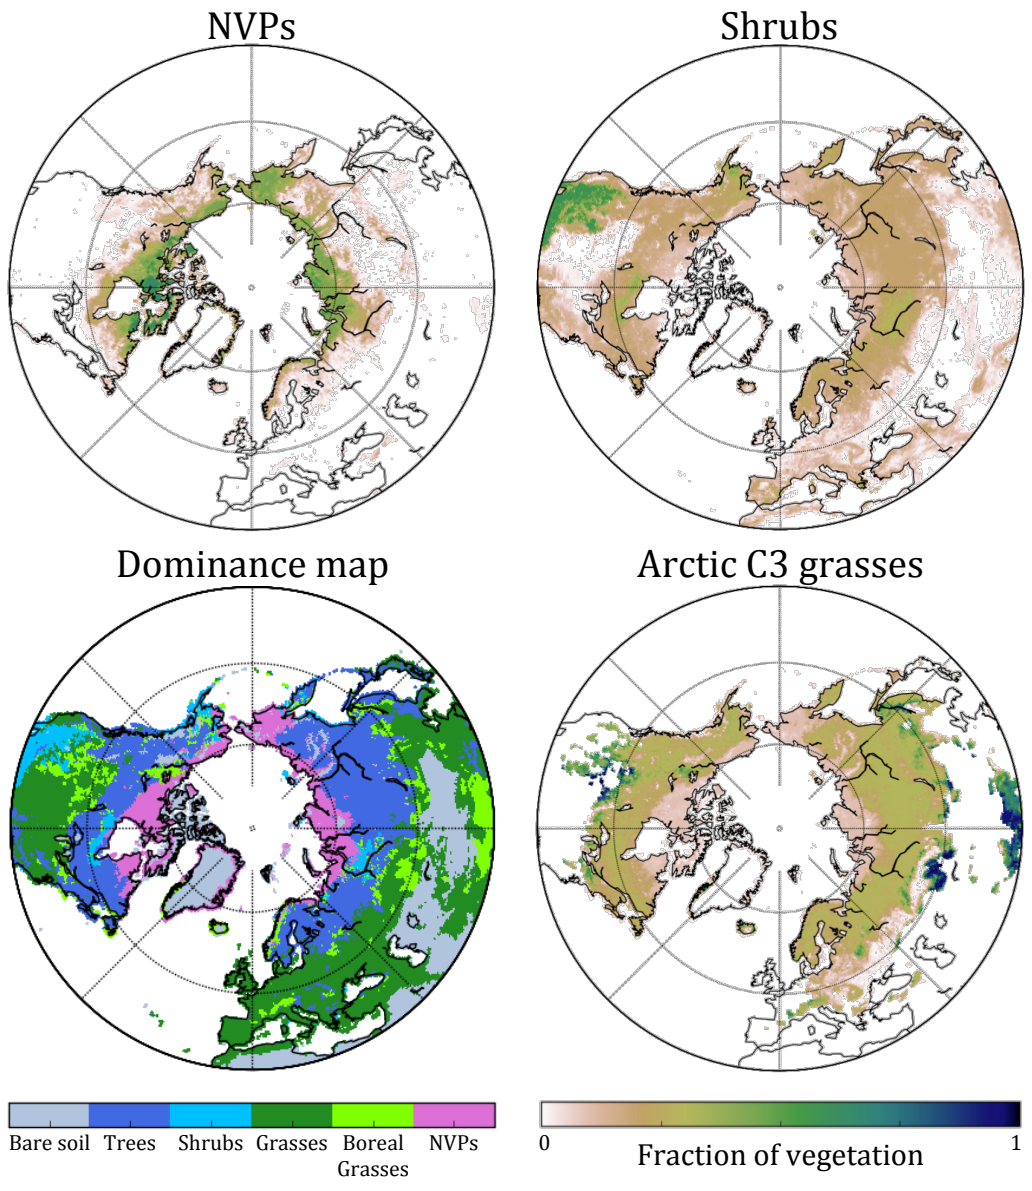 NVPs
Shrubs
Dominance map
Arctic C3 grasses
Bare soil
Trees
Shrubs
Grasses
Boreal
Grasses
NVPs
0
1
Fraction of vegetation